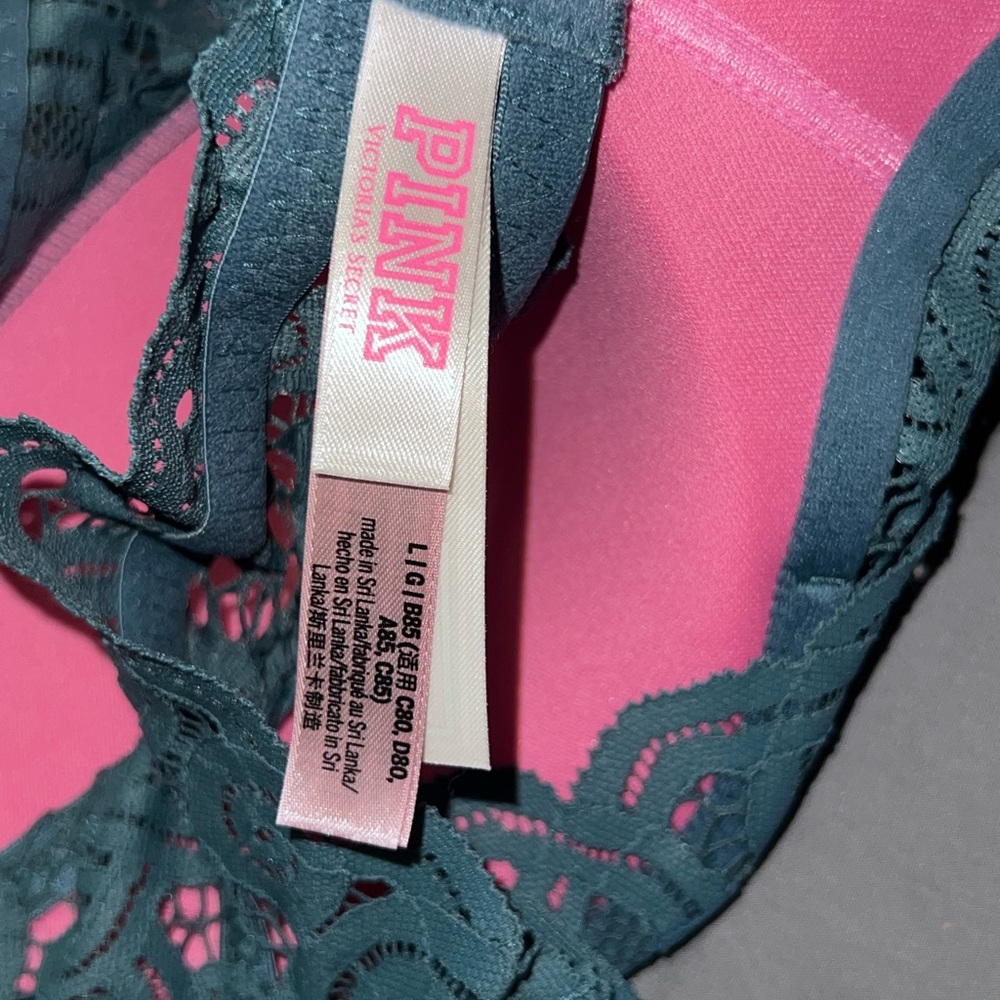 PINK
VICTORIA'S SECRET
L | G | B85 (适用 C80, D80,
A85, C85)
made in Sri Lanka/fabriqué au Sri Lanka/
hecho en Sri Lanka/fabbricato in Sri
Lanka/斯里兰卡制造